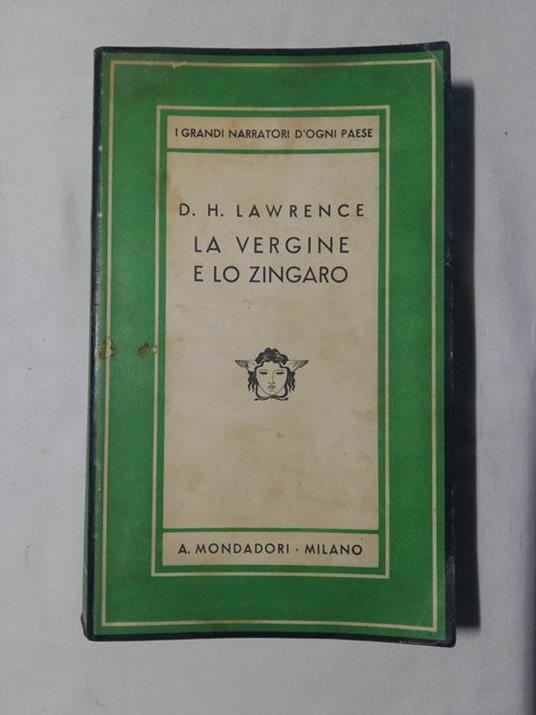 I GRANDI NARRATORI D'OGNI PAESE
D. H. LAWRENCE
LA VERGINE
E LO ZINGARO
A. MONDADORI · MILANO